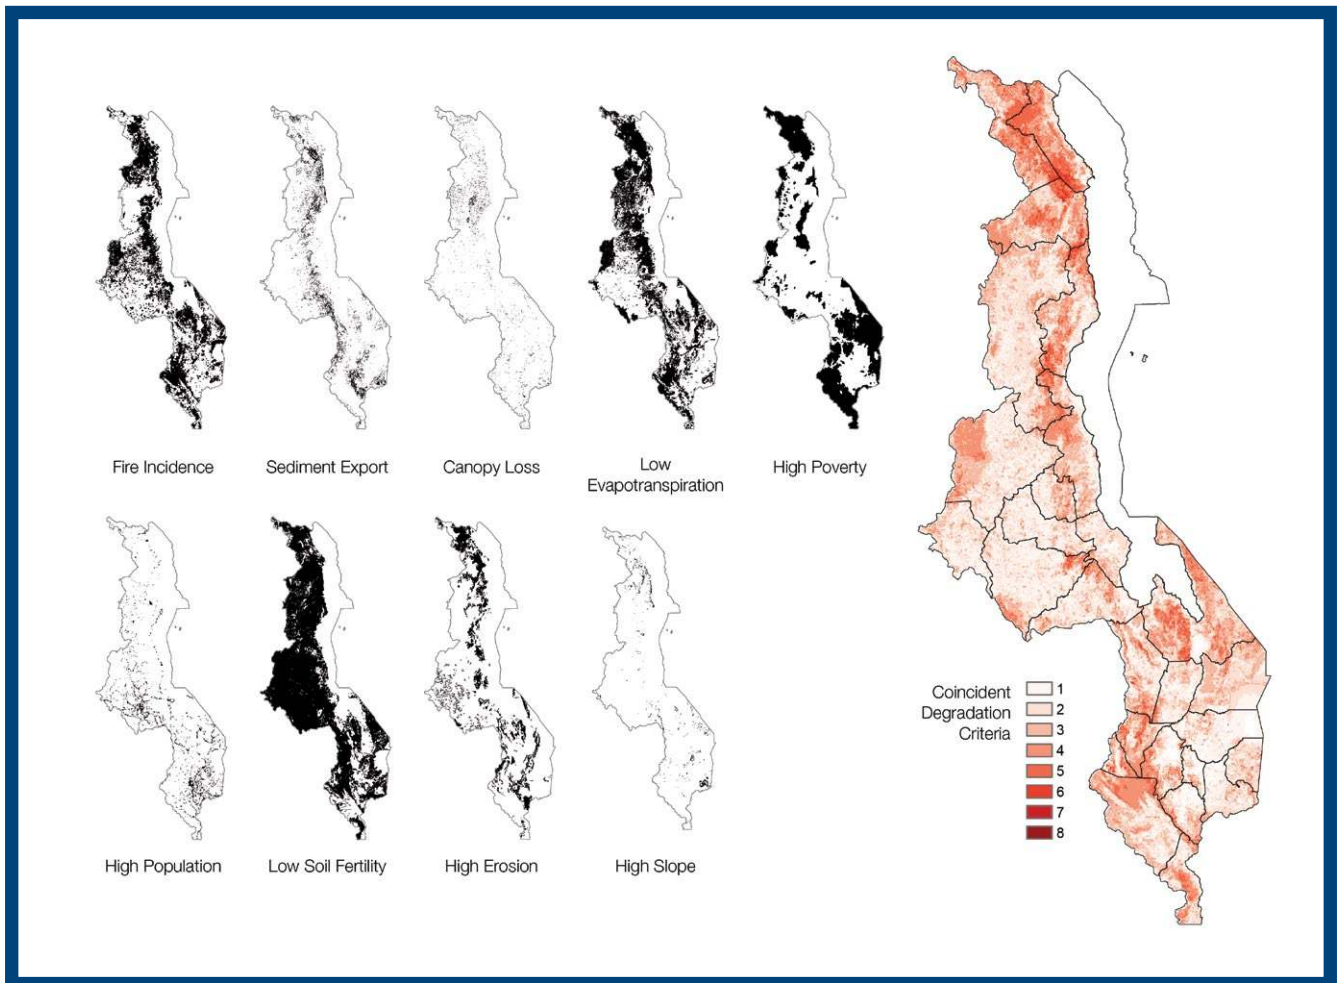 Fire Incidence
Sediment Export
Canopy Loss
Low
Evapotranspiration
High Poverty
High Population
Low Soil Fertility
High Erosion
High Slope
Coincident
Degradation
Criteria
1
2
3
4
5
6
7
8